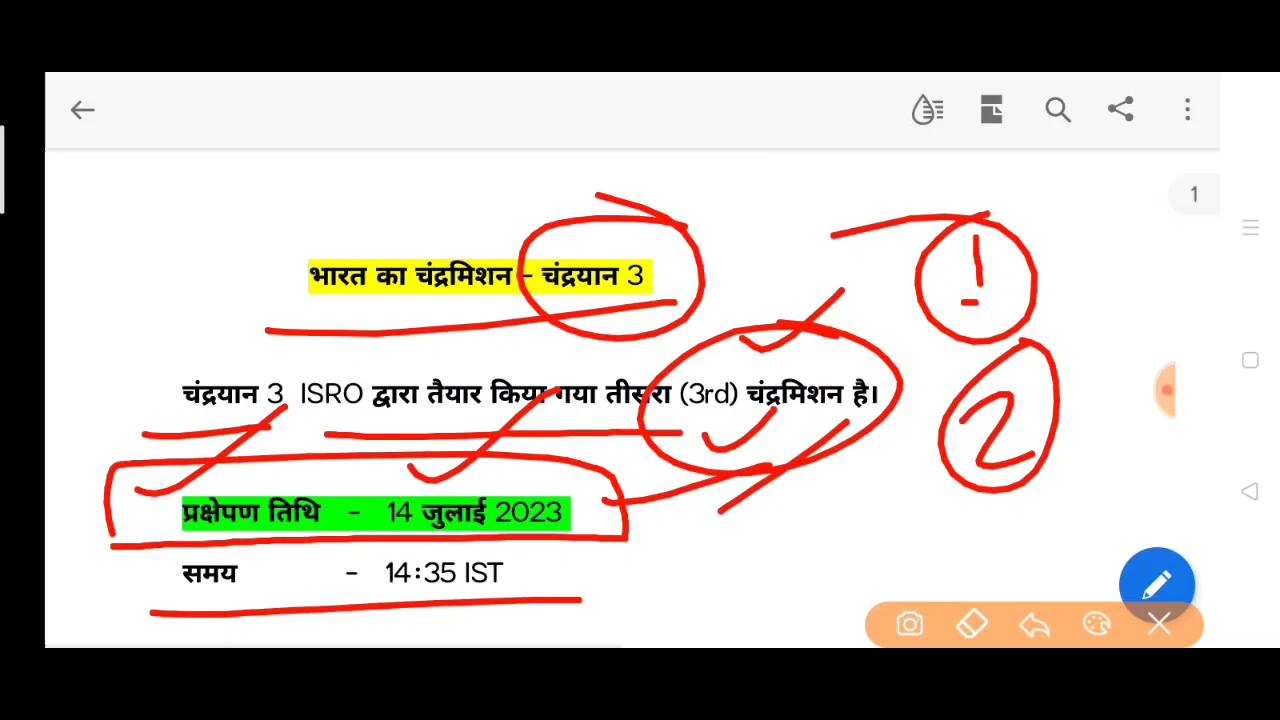 1
भारत का चंद्रमिशन - चंद्रयान 3
1
चंद्रयान 3 ISRO द्वारा तैयार किया गया तीसरा (3rd) चंद्रमिशन है।
2
प्रक्षेपण तिथि - 14 जुलाई 2023
समय - 14:35 IST